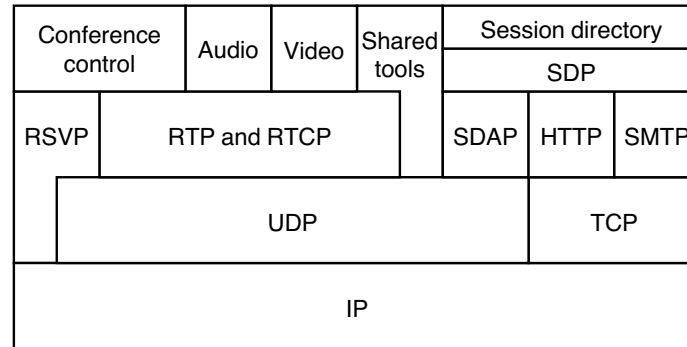 Conference
control
Audio
Video
Shared
tools
Session directory
SDP
RSVP
RTP and RTCP
SDAP
HTTP
SMTP
UDP
TCP
IP